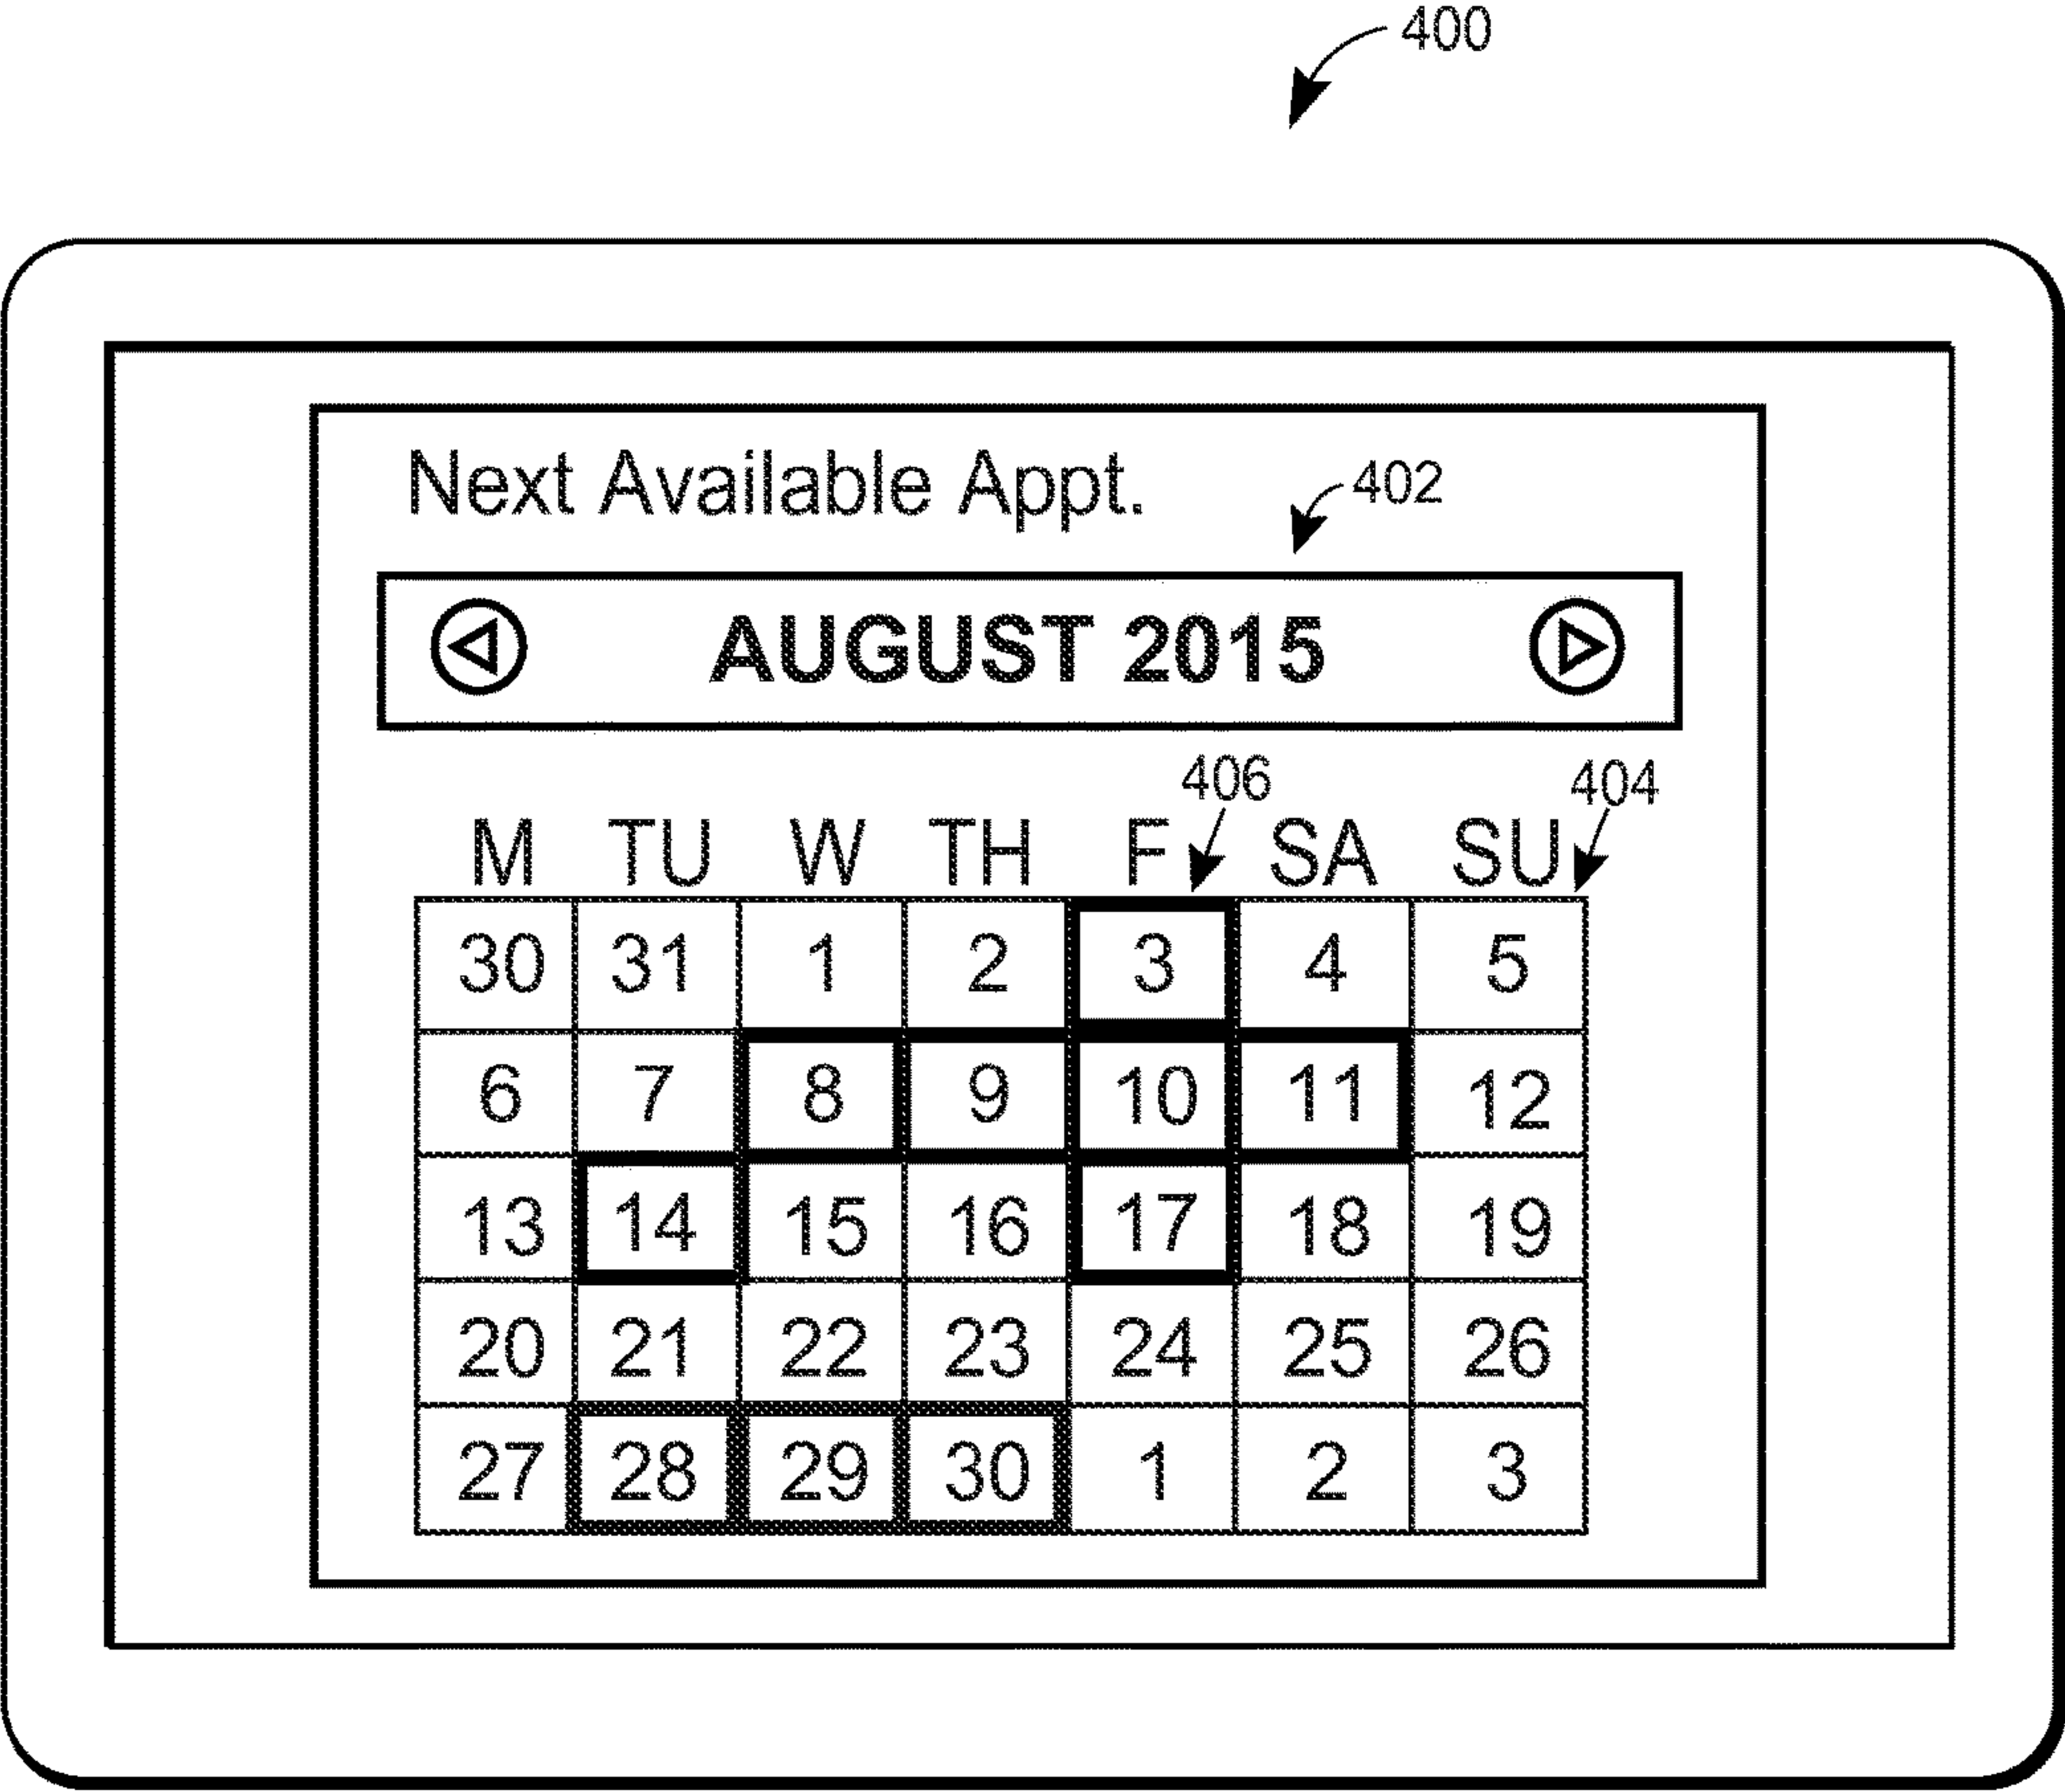 400
Next Available Appt.
402
AUGUST 2015
406
404
M TU W TH F SA SU
30 31 1 2 3 4 5
6 7 8 9 10 11 12
13 14 15 16 17 18 19
20 21 22 23 24 25 26
27 28 29 30 1 2 3